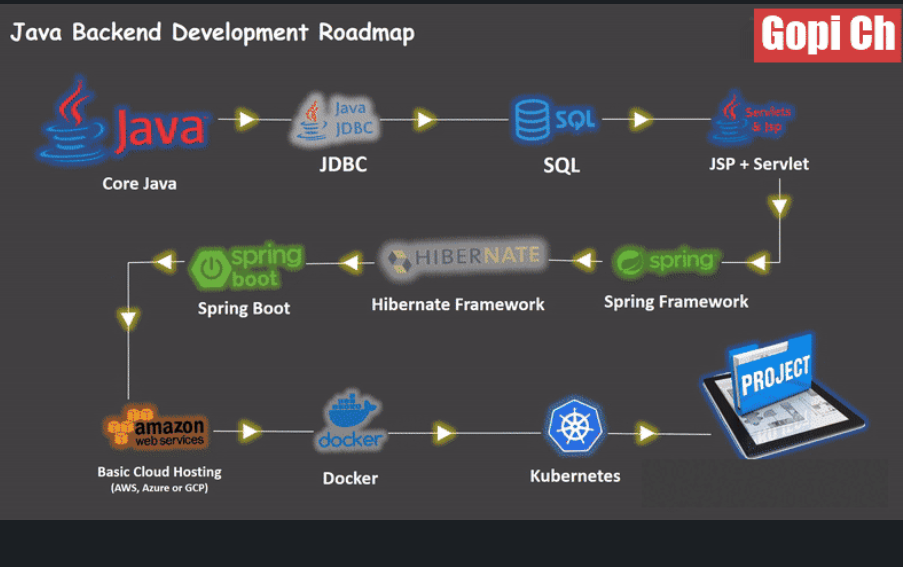 Java Backend Development Roadmap
Gopi Ch
Java
Core Java
Java
JDBC
JDBC
SQL
SQL
Servlets
& Jsp
JSP + Servlet
spring
boot
Spring Boot
HIBERNATE
Hibernate Framework
spring
Spring Framework
amazon
web services
Basic Cloud Hosting
(AWS, Azure or GCP)
docker
Docker
Kubernetes
PROJECT